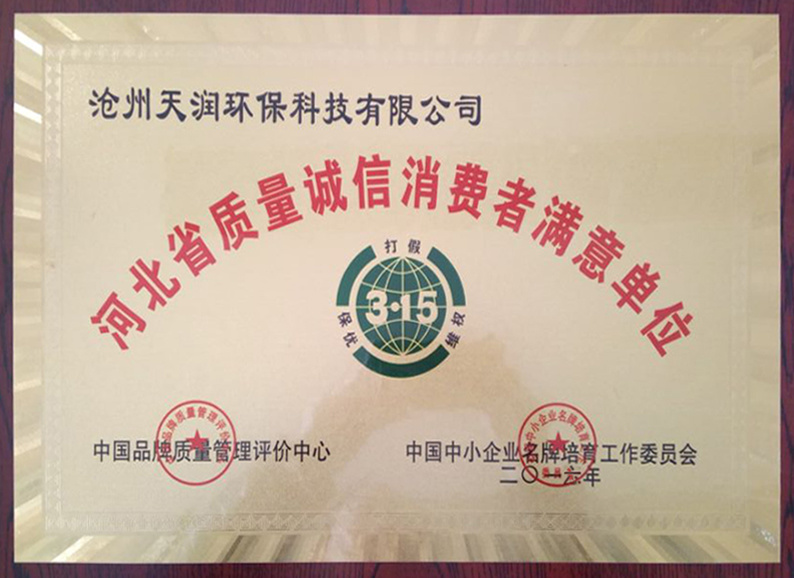 沧州天润环保科技有限公司
河北省质量诚信消费者满意单位
打假
3·15
保优
维权
中国品牌质量管理评价中心
中国中小企业名牌培育工作委员会
二〇一六年